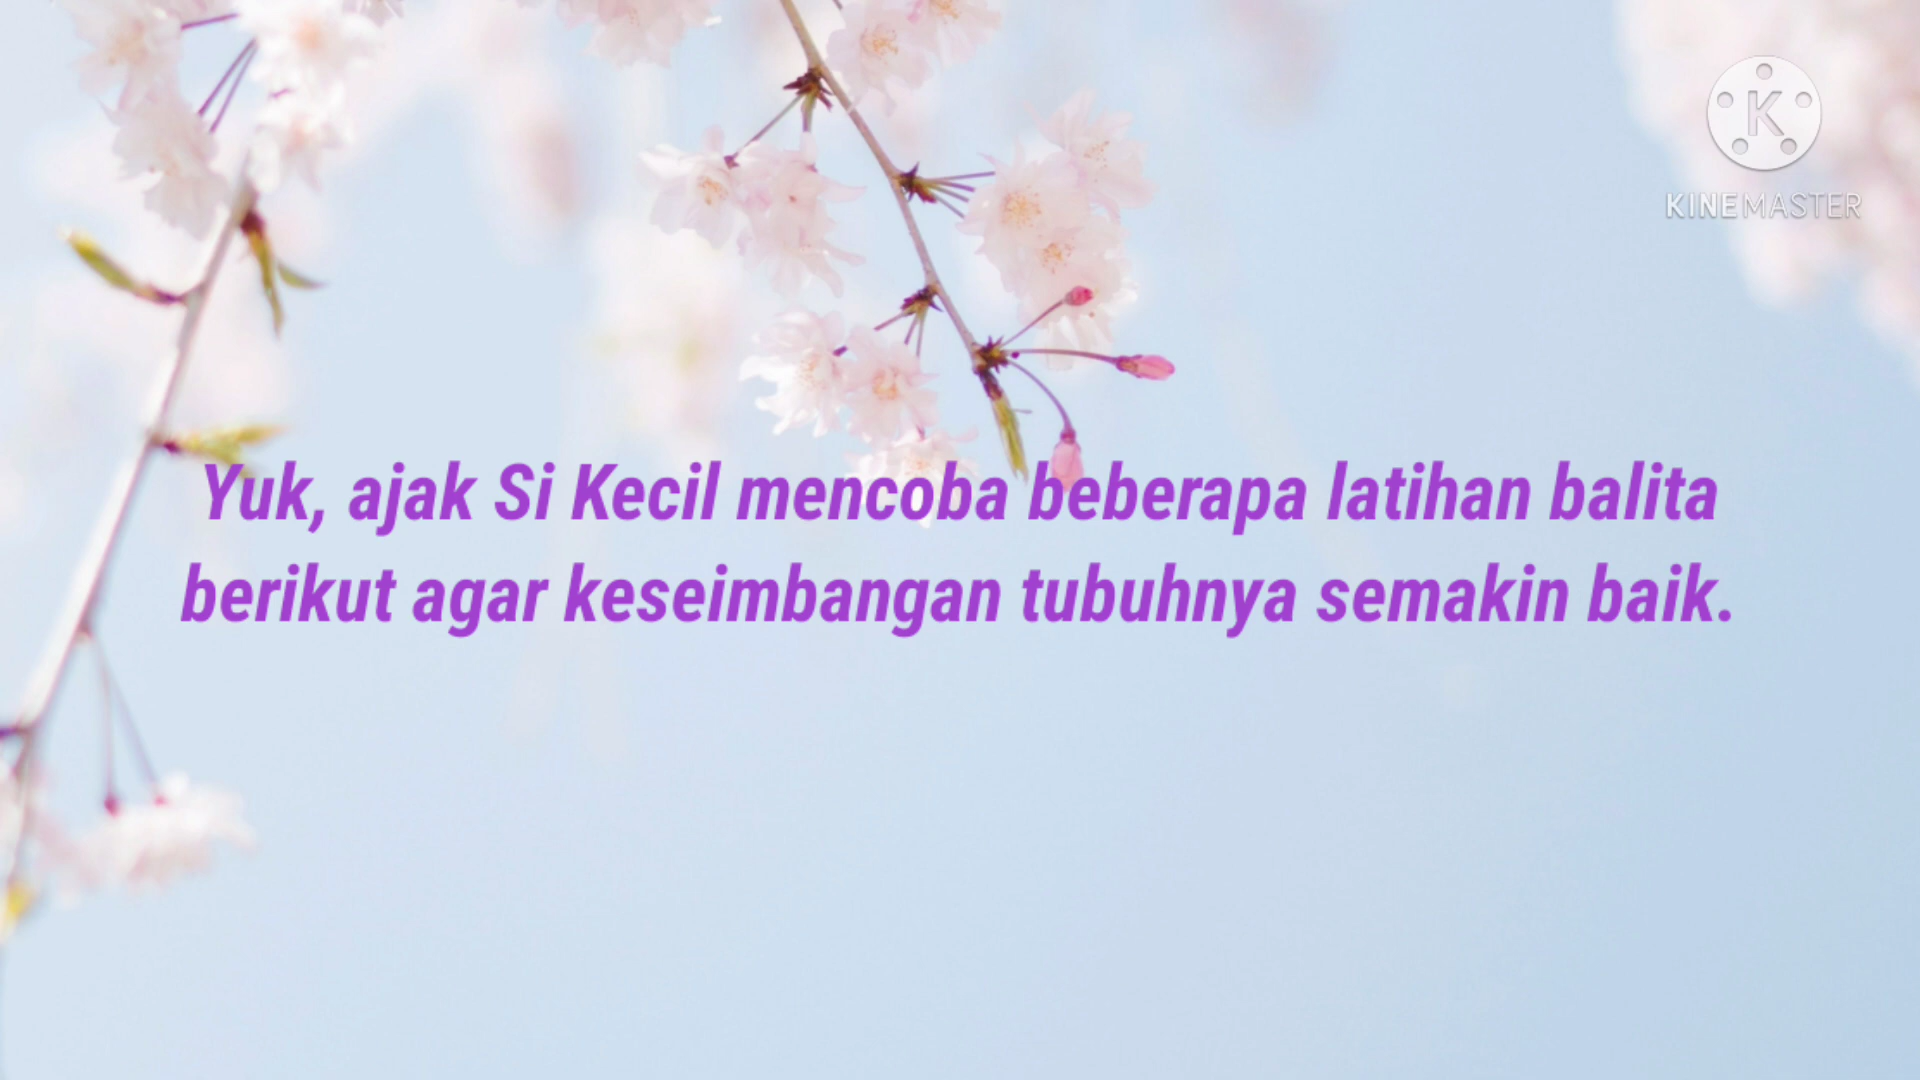 K
KINEMASTER
Yuk, ajak Si Kecil mencoba beberapa latihan balita
berikut agar keseimbangan tubuhnya semakin baik.